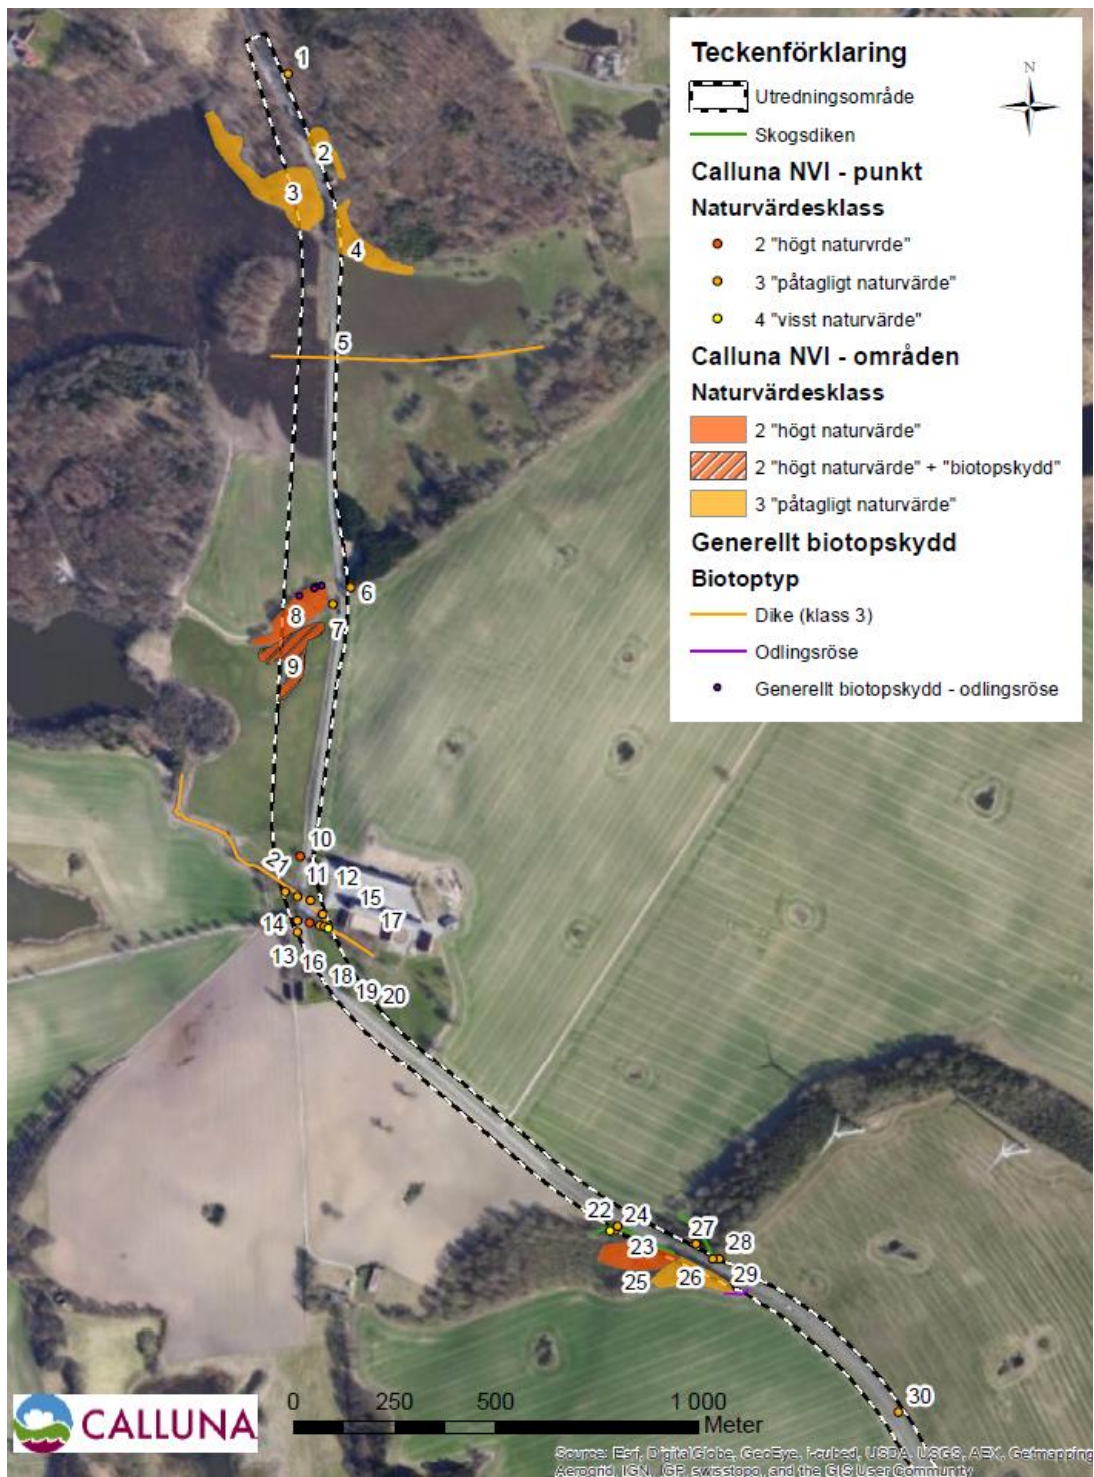 Teckenförklaring
N
Utredningsområde
Skogsdiken
Calluna NVI - punkt
Naturvärdesklass
2 "högt naturvrde"
3 "påtagligt naturvärde"
4 "visst naturvärde"
Calluna NVI - områden
Naturvärdesklass
2 "högt naturvärde"
2 "högt naturvärde" + "biotopskydd"
3 "påtagligt naturvärde"
Generellt biotopskydd
Biotoptyp
Dike (klass 3)
Odlingsröse
Generellt biotopskydd - odlingsröse
1
2
3
4
5
6
7
8
9
10
21
11
12
15
14
17
13
16
18
19
20
22
24
23
27
28
25
26
29
30
CALLUNA
0 250 500 1 000
Meter
Source: Esri, DigitalGlobe, GeoEye, i-cubed, USDA, USGS, AEX, Getmapping
Aerogrid, IGN, IGP, swisstopo, and the GIS User Community